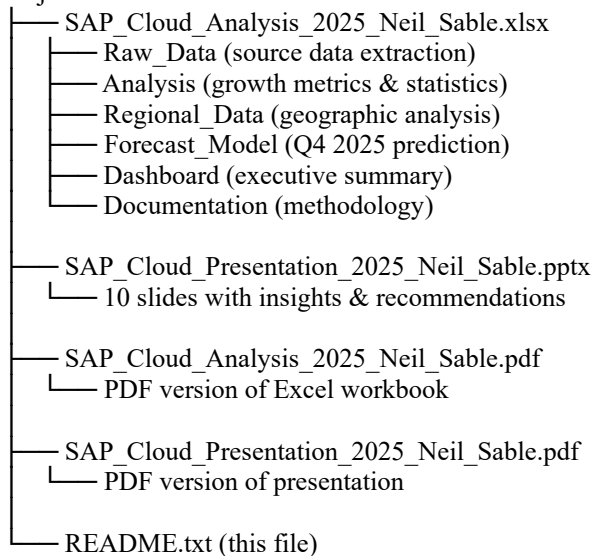 SAP_Cloud_Analysis_2025_Neil_Sable.xlsx
Raw_Data (source data extraction)
Analysis (growth metrics & statistics)
Regional_Data (geographic analysis)
Forecast_Model (Q4 2025 prediction)
Dashboard (executive summary)
Documentation (methodology)
SAP_Cloud_Presentation_2025_Neil_Sable.pptx
10 slides with insights & recommendations
SAP_Cloud_Analysis_2025_Neil_Sable.pdf
PDF version of Excel workbook
SAP_Cloud_Presentation_2025_Neil_Sable.pdf
PDF version of presentation
README.txt (this file)